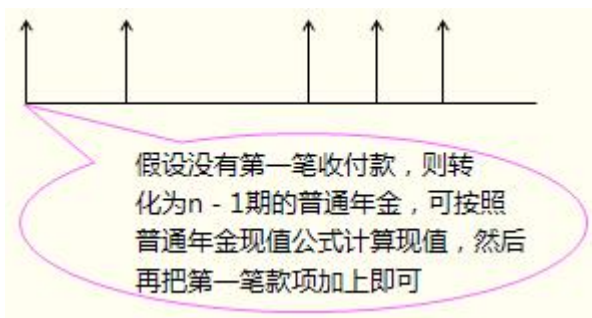 假设没有第一笔收付款，则转
化为n－1期的普通年金，可按照
普通年金现值公式计算现值，然后
再把第一笔款项加上即可